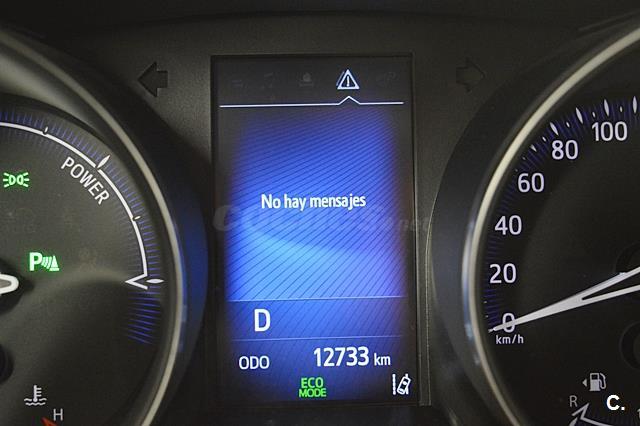 POWER
P
H
No hay mensajes
D
ODO 12733 km
ECO
MODE
100
80
60
40
20
0
km/h
R
C.